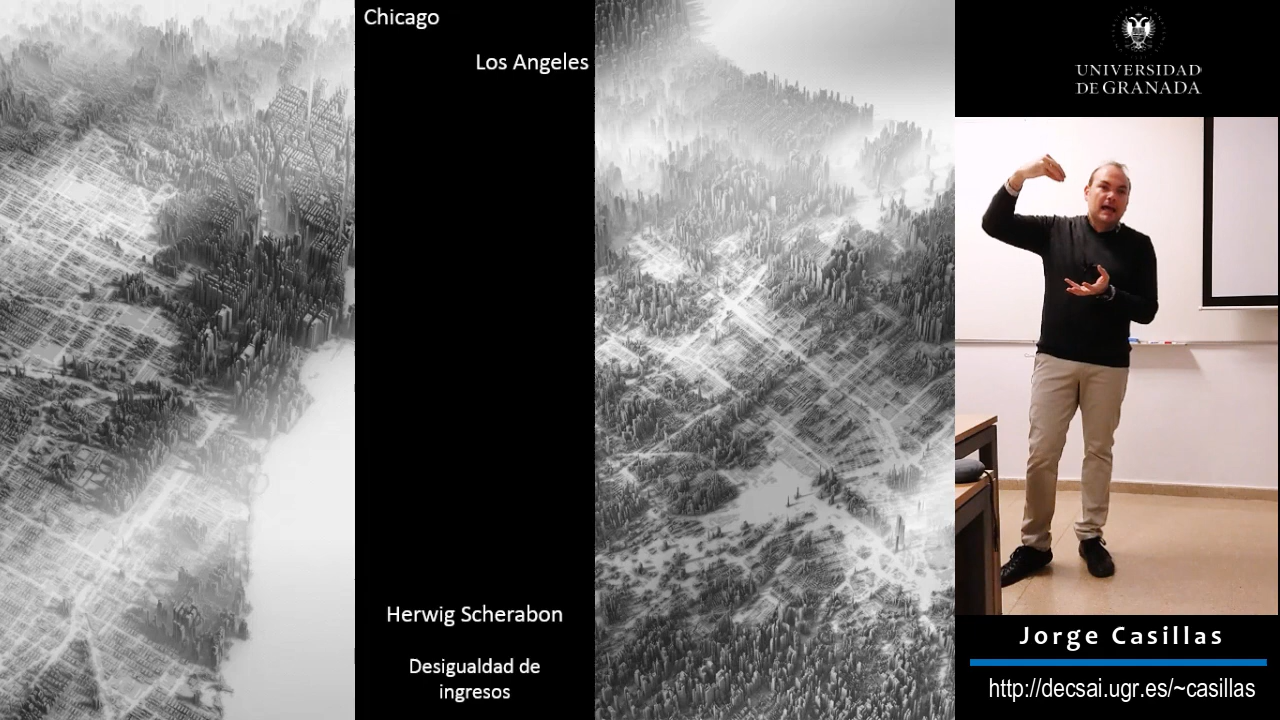 Chicago
Los Angeles
Herwig Scherabon
Desigualdad de
ingresos
UNIVERSIDAD
DE GRANADA
Jorge Casillas
http://decsai.ugr.es/~casillas